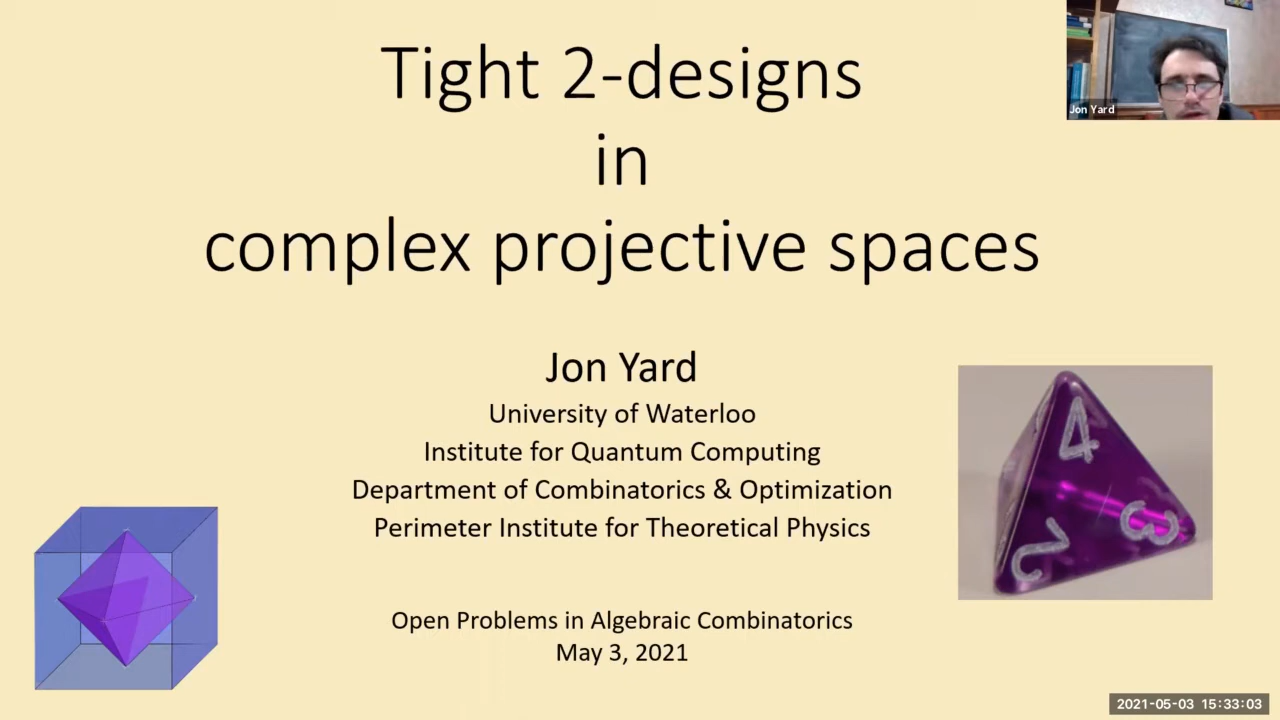 Tight 2-designs
in
complex projective spaces
Jon Yard
Jon Yard
University of Waterloo
Institute for Quantum Computing
Department of Combinatorics & Optimization
Perimeter Institute for Theoretical Physics
4
2
3
Open Problems in Algebraic Combinatorics
May 3, 2021
2021-05-03 15:33:03